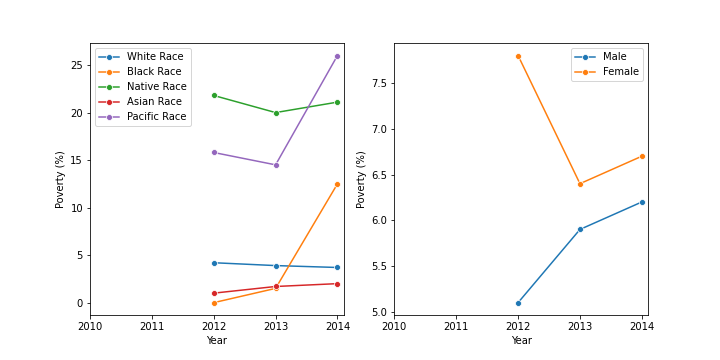 White Race
Black Race
Native Race
Asian Race
Pacific Race
Poverty (%)
25
20
15
10
5
0
2010 2011 2012 2013 2014
Year
Male
Female
Poverty (%)
7.5
7.0
6.5
6.0
5.5
5.0
2010 2011 2012 2013 2014
Year